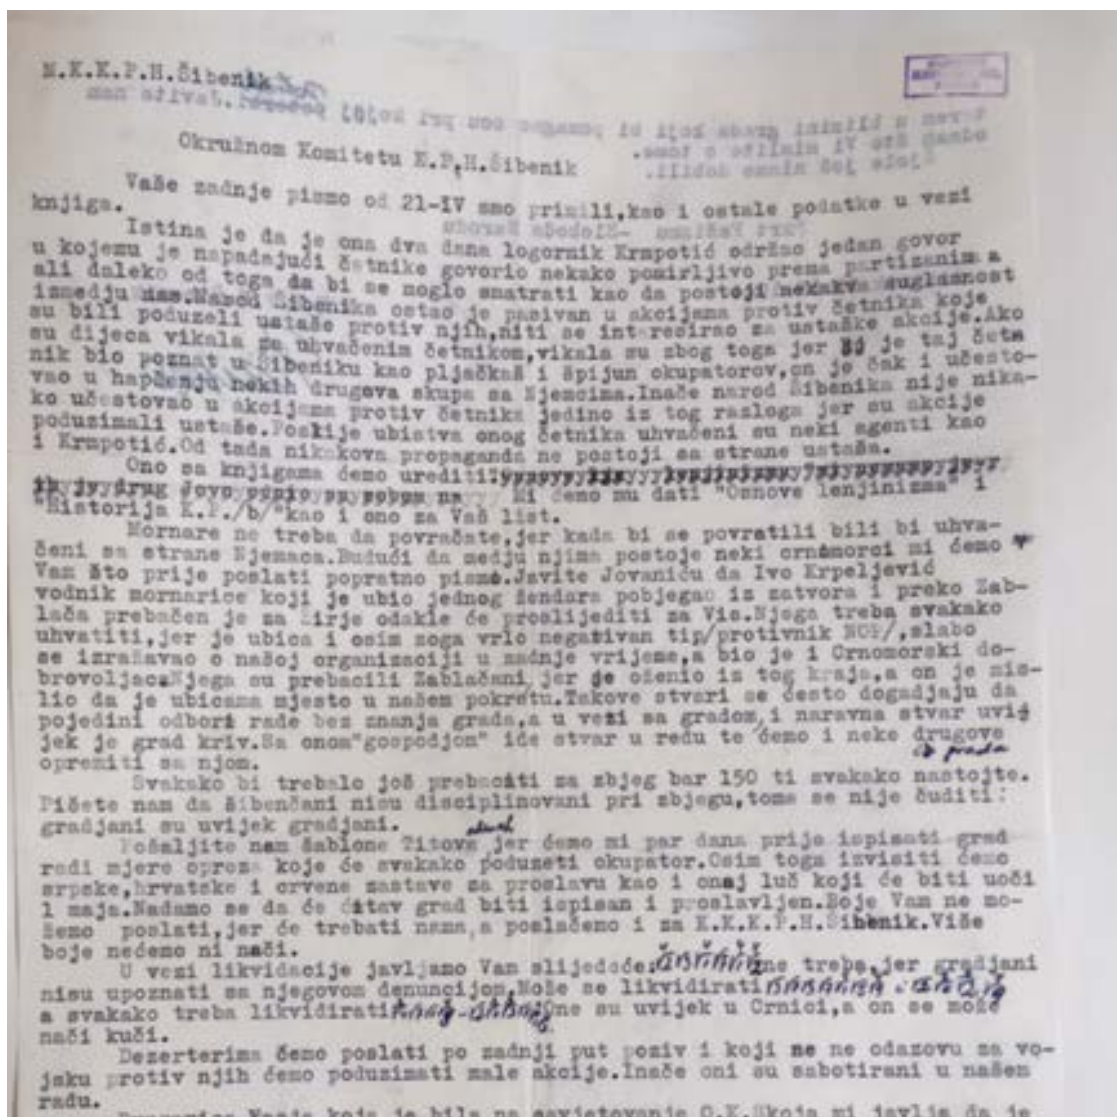 M.K.K.P.H.Šibenik
Okružnom Komitetu K.P.H.Šibenik
Vaše zadnje pismo od 21-IV smo primili,kao i ostale podatke u vezi
knjiga.
Istina je da je ona dva dana logornik Krmpotić održao jedan govor
u kojemu je napadajući četnike govorio nekako pomirljivo prema partizanima
ali daleko od toga da bi se moglo smatrati kao da postoji nekakva suglasnost
izmedju nas.Narod Šibenika ostao je pasivan u akcijama protiv četnika koje
su bili poduzeli ustaše protiv njih,niti se interesirao za ustaške akcije.Ako
su dijeca vikala za uhvačenim četnikom,vikala su zbog toga jer je taj četa
nik bio poznat u Šibeniku kao pljačkaš i špijun okupatorov,on je čak i učesto-
vao u hapšenju nekih drugova skupa sa Njemcima.Inače narod Šibenika nije nika-
ko učestovao u akcijama protiv četnika jedino iz tog razloga jer su akcije
poduzimali ustaše.Poslije ubistva onog četnika uhvačeni su neki agenti kao
i Krmpotić.Od tada nikakova propaganda ne postoji sa strane ustaša.
Ono sa knjigama ćemo urediti
Mi ćemo mu dati "Osnove lenjinizma" i
"Historija K.P./b/"kao i ono za Vaš list.
Mornare ne treba da povračate,jer kada bi se povratili bili bi uhva-
ćeni sa strane Njemaca.Budući da medju njima postoje neki crnomorci mi ćemo
Vam što prije poslati popratno pismo.Javite Jovaniću da Ivo Krpeljević
vodnik mornarice koji je ubio jednog žendara pobjegao iz zatvora i preko Zab-
lača prebačen je za Žirje odakle će proslijediti za Vis.Njega treba svakako
uhvatiti,jer je ubica i osim toga vrlo negativan tip/protivnik NOP/,slabo
se izražavao o našoj organizaciji u zadnje vrijeme,a bio je i Crnomorski do-
brovoljac.Njega su prebacili Zablačani,jer je oženio iz tog kraja,a on je mis-
lio da je ubicama mjesto u našem pokretu.Takove stvari se često dogadjaju da
pojedini odbori rade bez znanja grada,a u vezi sa gradom,i naravna stvar uvij
jek je grad kriv.Sa onom"gospodjom" ide stvar u redu te ćemo i neke drugove
iz grada
opremiti sa njom.
Svakako bi trebalo još prebaciti za zbjeg bar 150 ti svakako nastojte.
Pišete nam da Šibenčani nisu disciplinovani pri zbjegu,tome se nije čuditi:
gradjani su uvijek gradjani.
Pošaljite nam šablone Titove jer ćemo mi par dana prije ispisati grad
radi mjere opreza koje će svakako poduzeti okupator.Osim toga izvisiti ćemo
srpske,hrvatske i crvene zastave za proslavu kao i onaj luč koji će biti uoči
1 maja.Nadamo se da će čitav grad biti ispisan i proslavljen.Boje Vam ne mo-
žemo poslati,jer će trebati nama,a poslaćemo i za K.K.K.P.H.Šibenik.Više
boje nećemo ni nači.
U vezi likvidacije javljamo Vam slijedeće: ne treba,jer gradjani
nisu upoznati sa njegovom denuncijom.Može se likvidirati
a svakako treba likvidirati One su uvijek u Crnici,a on se može
nači kući.
Dezerterima ćemo poslati po zadnji put poziv i koji se ne odazovu za vo-
jsku protiv njih ćemo poduzimati male akcije.Inače oni su sabotirani u našem
radu.
koja je bila na savjetovanje O.K.Skoja mi javlja da je